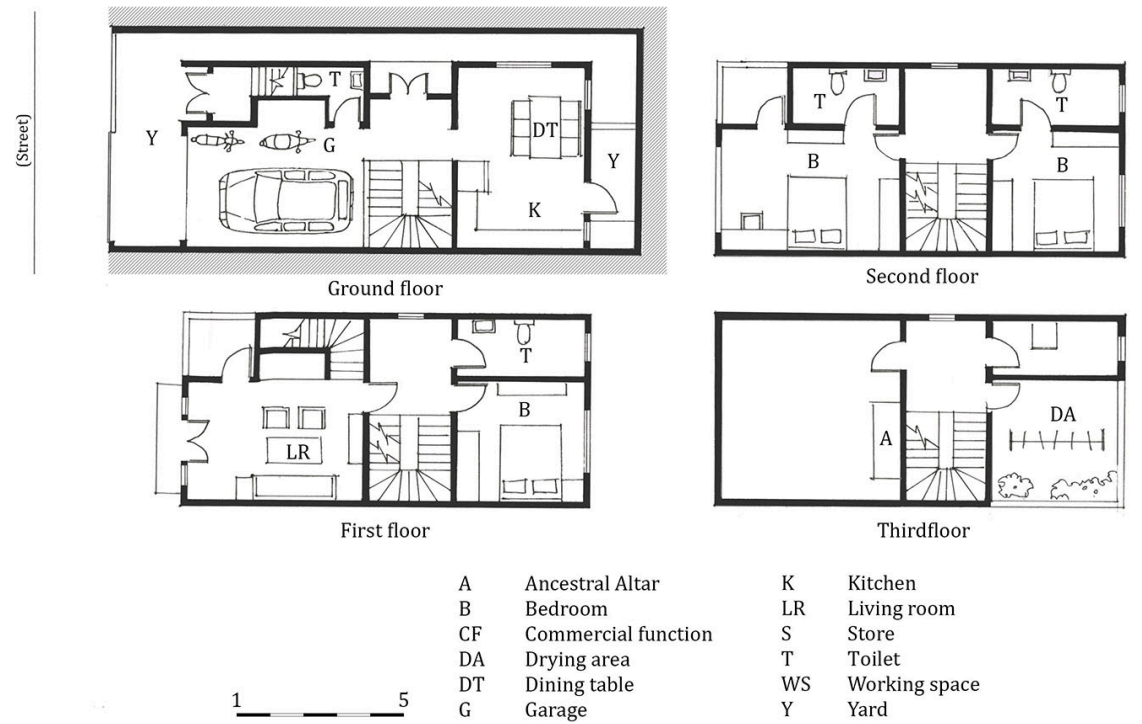 (Street)
Y
T
G
DT
Y
K
Ground floor
T
T
B
B
Second floor
T
B
LR
First floor
A
DA
Thirdfloor
A Ancestral Altar
B Bedroom
CF Commercial function
DA Drying area
DT Dining table
G Garage
K Kitchen
LR Living room
S Store
T Toilet
WS Working space
Y Yard
1 5